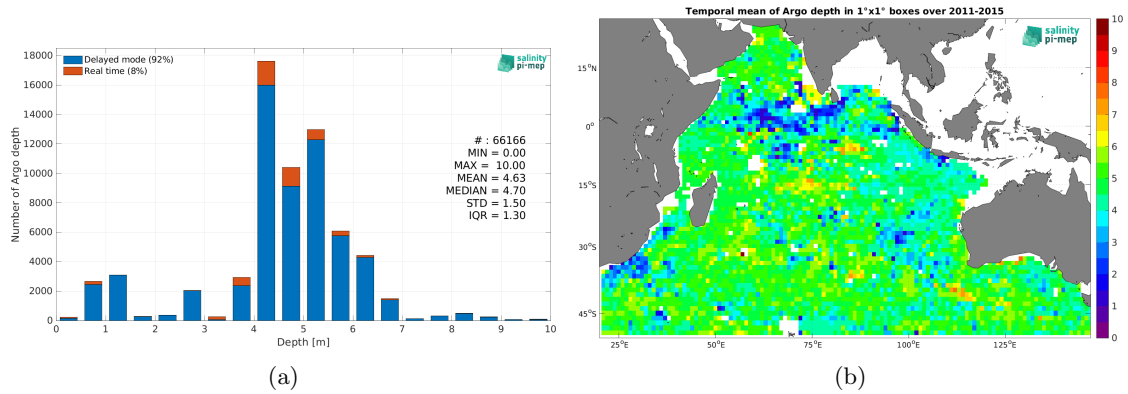 18000
16000
14000
12000
10000
8000
6000
4000
2000
0
Number of Argo depth
Delayed mode (92%)
Real time (8%)
salinity
pi-mep
# : 66166
MIN = 0.00
MAX = 10.00
MEAN = 4.63
MEDIAN = 4.70
STD = 1.50
IQR = 1.30
0 1 2 3 4 5 6 7 8 9 10
Depth [m]
(a)
Temporal mean of Argo depth in 1°x1° boxes over 2011-2015
salinity
pi-mep
15°N
0°
15°S
30°S
45°S
25°E 50°E 75°E 100°E 125°E
10
9
8
7
6
5
4
3
2
1
0
(b)